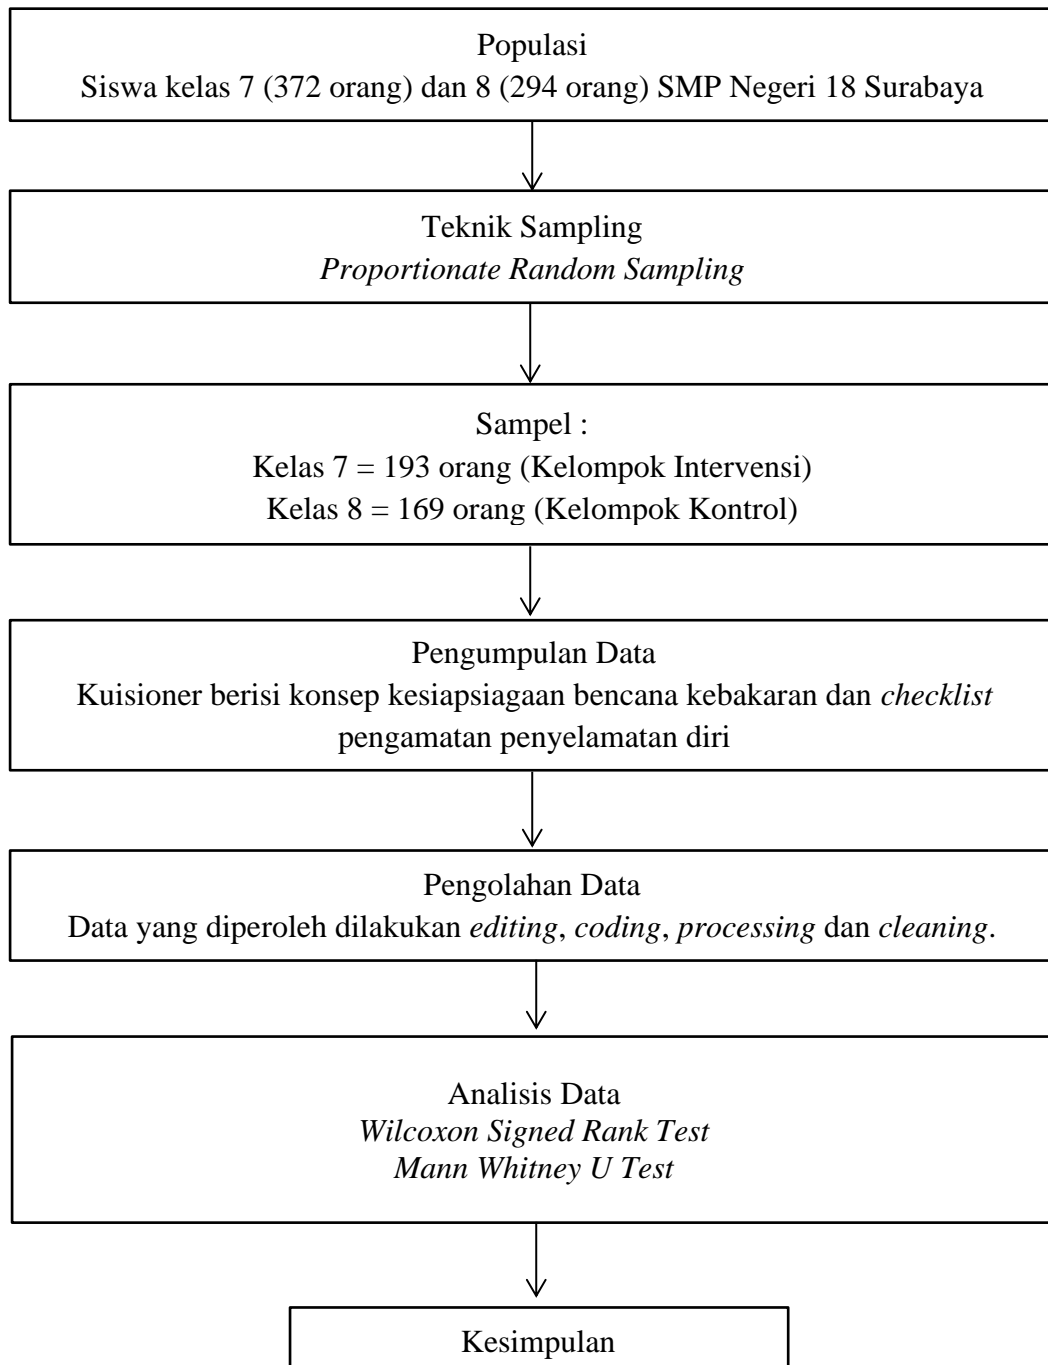 Populasi
Siswa kelas 7 (372 orang) dan 8 (294 orang) SMP Negeri 18 Surabaya
Teknik Sampling
Proportionate Random Sampling
Sampel :
Kelas 7 = 193 orang (Kelompok Intervensi)
Kelas 8 = 169 orang (Kelompok Kontrol)
Pengumpulan Data
Kuisioner berisi konsep kesiapsiagaan bencana kebakaran dan checklist
pengamatan penyelamatan diri
Pengolahan Data
Data yang diperoleh dilakukan editing, coding, processing dan cleaning.
Analisis Data
Wilcoxon Signed Rank Test
Mann Whitney U Test
Kesimpulan